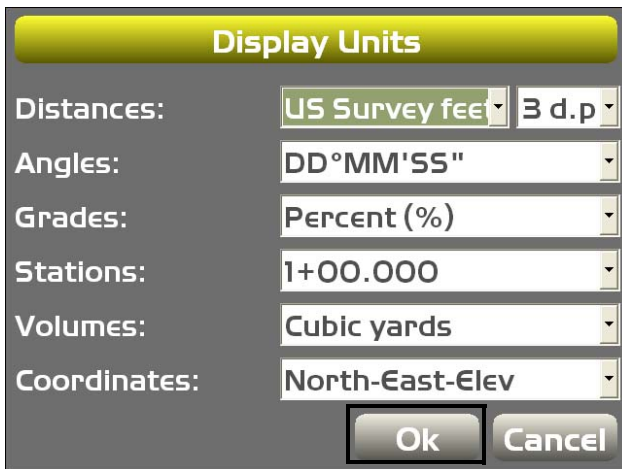 Display Units
Distances: US Survey feet 3 d.p
Angles: DD°MM'SS"
Grades: Percent (%)
Stations: 1+00.000
Volumes: Cubic yards
Coordinates: North-East-Elev
Ok Cancel